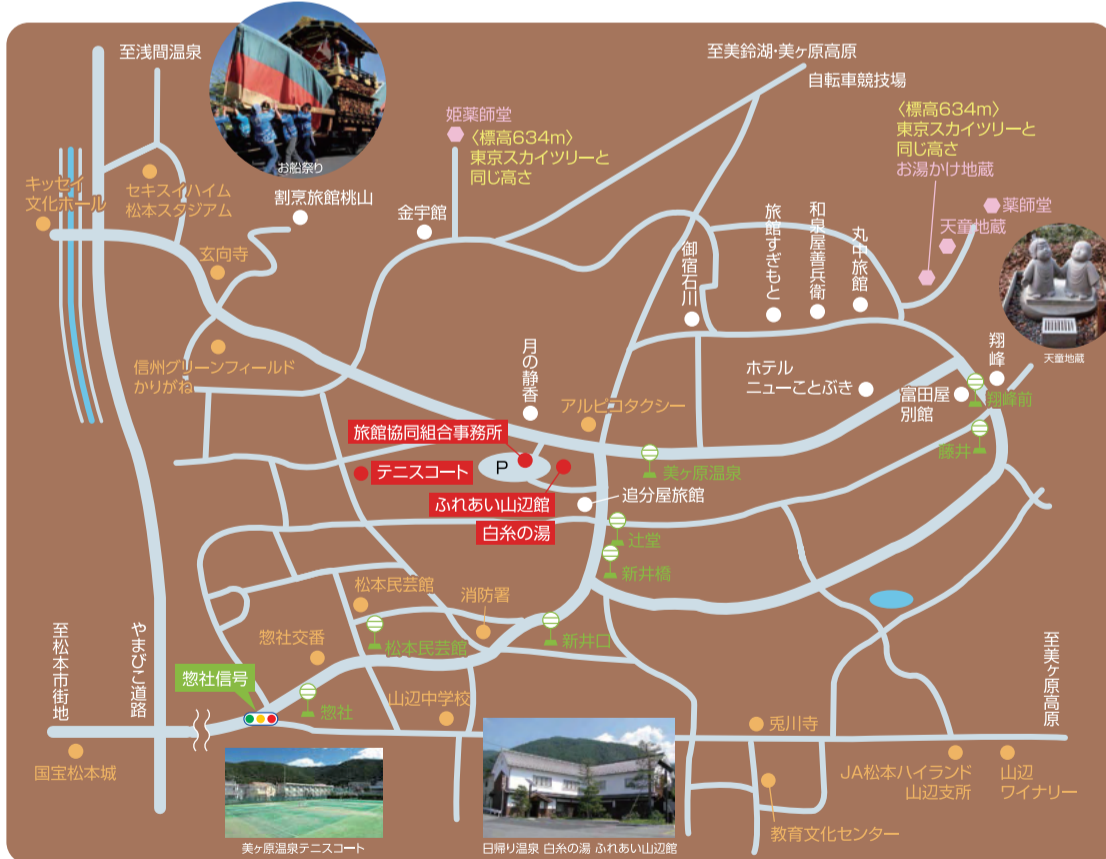 至浅間温泉
お船祭り
至美鈴湖・美ヶ原高原
自転車競技場
姫薬師堂
〈標高634m〉
東京スカイツリーと
同じ高さ
〈標高634m〉
東京スカイツリーと
同じ高さ
お湯かけ地蔵
薬師堂
天童地蔵
天童地蔵
キッセイ
文化ホール
セキスイハイム
松本スタジアム
割烹旅館桃山
金宇館
玄向寺
御宿石川
旅館すぎもと
和泉屋善兵衛
丸中旅館
翔峰
信州グリーンフィールド
かりがね
月の静香
アルピコタクシー
ホテル
ニューことぶき
富田屋
別館
翔峰前
藤井
旅館協同組合事務所
テニスコート
P
ふれあい山辺館
白糸の湯
美ヶ原温泉
追分屋旅館
辻堂
新井橋
松本民芸館
消防署
新井口
松本民芸館
惣社交番
惣社信号
惣社
山辺中学校
至松本市街地
やまびこ道路
至美ヶ原高原
国宝松本城
兎川寺
JA松本ハイランド
山辺支所
山辺
ワイナリー
教育文化センター
美ヶ原温泉テニスコート
日帰り温泉 白糸の湯 ふれあい山辺館